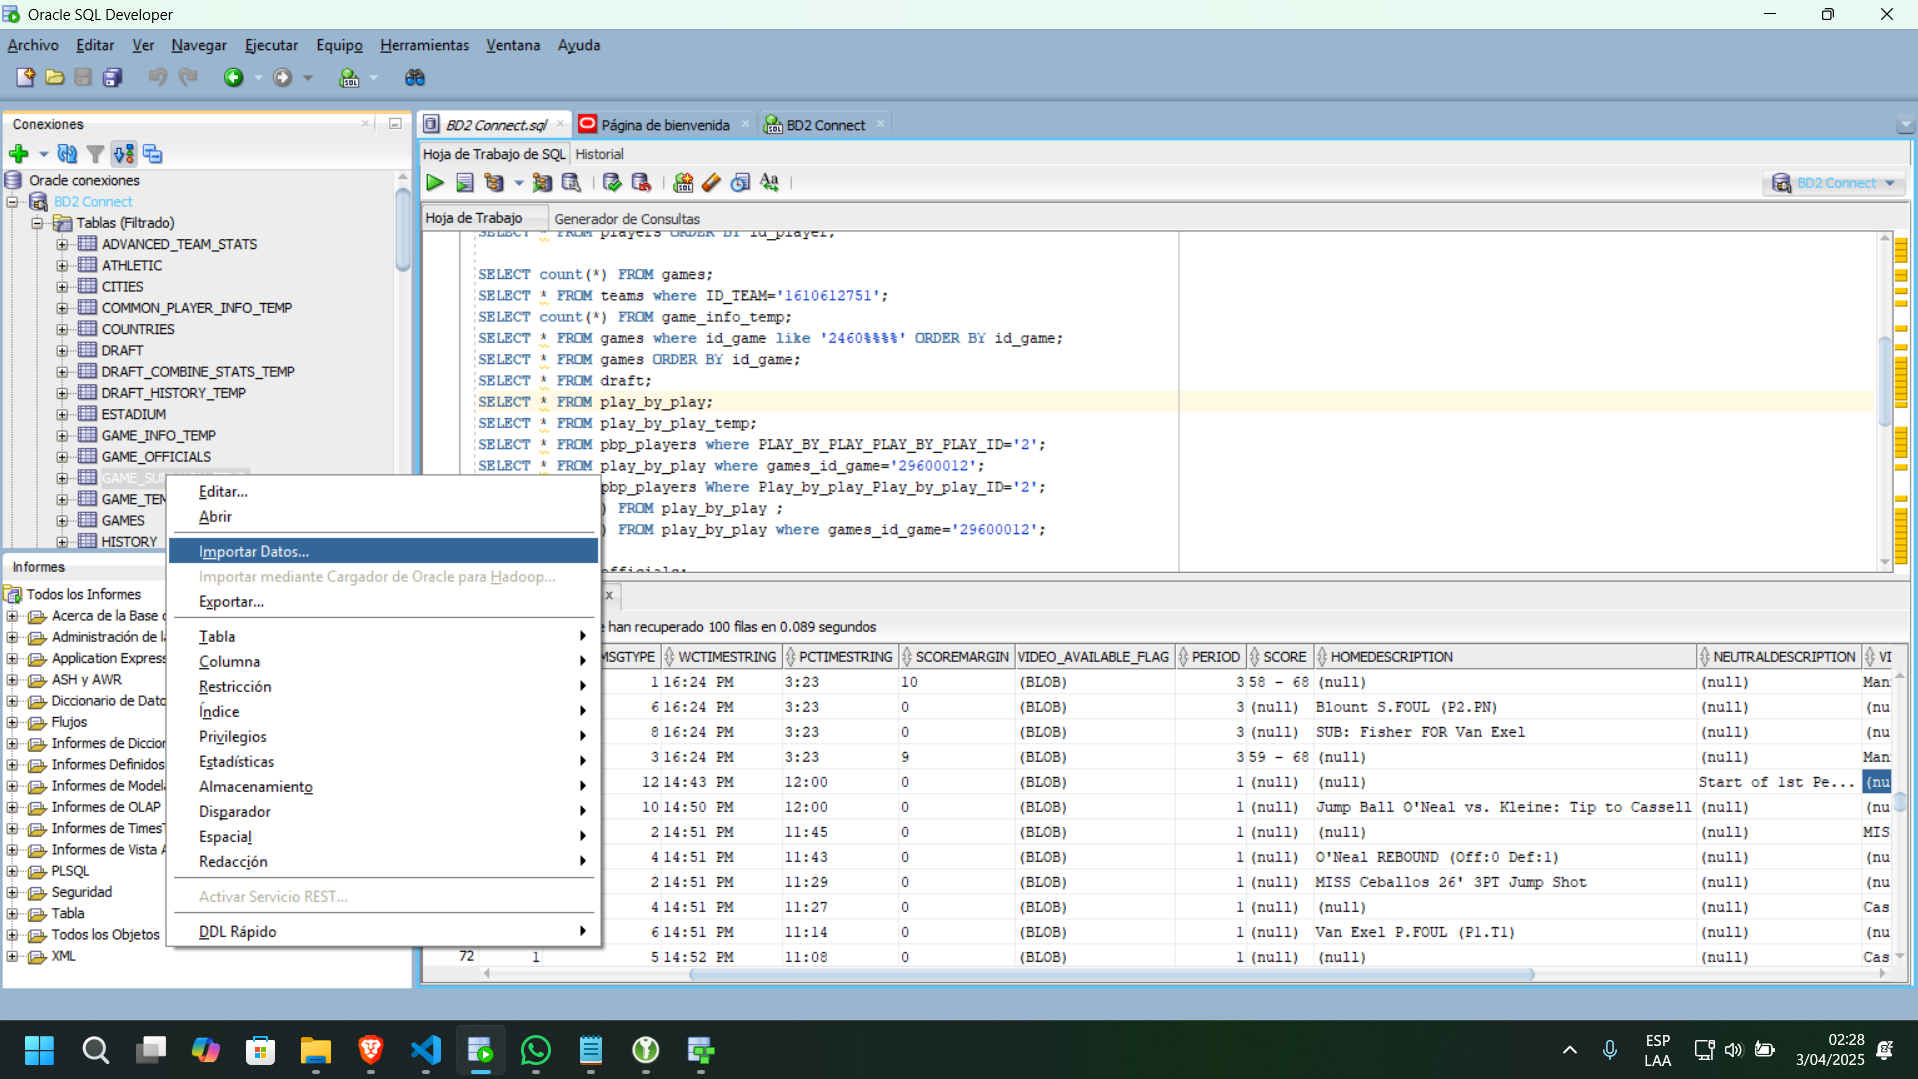 Oracle SQL Developer
Archivo Editar Ver Navegar Ejecutar Equipo Herramientas Ventana Ayuda
Conexiones
Oracle conexiones
BD2 Connect
Tablas (Filtrado)
ADVANCED_TEAM_STATS
ATHLETIC
CITIES
COMMON_PLAYER_INFO_TEMP
COUNTRIES
DRAFT
DRAFT_COMBINE_STATS_TEMP
DRAFT_HISTORY_TEMP
ESTADIUM
GAME_INFO_TEMP
GAME_OFFICIALS
GAMES
HISTORY
Informes
Todos los Informes
Acerca de la Base
Administración de
Application Express
ASH y AWR
Diccionario de Dato
Flujos
Informes de Diccion
Informes Definidos
Informes de Modela
Informes de OLAP
Informes de Times
Informes de Vista
PLSQL
Seguridad
Tabla
Todos los Objetos
XML
Editar...
Abrir
Importar Datos...
Importar mediante Cargador de Oracle para Hadoop...
Exportar...
Tabla
Columna
Restricción
Índice
Privilegios
Estadísticas
Almacenamiento
Disparador
Espacial
Redacción
Activar Servicio REST...
DDL Rápido
BD2 Connect.sql Página de bienvenida BD2 Connect
Hoja de Trabajo de SQL Historial
BD2 Connect
Hoja de Trabajo Generador de Consultas
SELECT * FROM players ORDER BY id_player;
SELECT count(*) FROM games;
SELECT * FROM teams where ID_TEAM='1610612751';
SELECT count(*) FROM game_info_temp;
SELECT * FROM games where id_game like '2460%%%%' ORDER BY id_game;
SELECT * FROM games ORDER BY id_game;
SELECT * FROM draft;
SELECT * FROM play_by_play;
SELECT * FROM play_by_play_temp;
SELECT * FROM pbp_players where PLAY_BY_PLAY_PLAY_BY_PLAY_ID='2';
SELECT * FROM play_by_play where games_id_game='29600012';
pbp_players Where Play_by_play_Play_by_play_ID='2';
) FROM play_by_play ;
) FROM play_by_play where games_id_game='29600012';
e han recuperado 100 filas en 0.089 segundos
MSGTYPE WCTIMESTRING PCTIMESTRING SCOREMARGIN VIDEO_AVAILABLE_FLAG PERIOD SCORE HOMEDESCRIPTION NEUTRALDESCRIPTION VI
1 16:24 PM 3:23 10 (BLOB) 3 58 - 68 (null) (null) Man
6 16:24 PM 3:23 0 (BLOB) 3 (null) Blount S.FOUL (P2.PN) (null) (nu
8 16:24 PM 3:23 0 (BLOB) 3 (null) SUB: Fisher FOR Van Exel (null) (nu
3 16:24 PM 3:23 9 (BLOB) 3 59 - 68 (null) (null) Man
12 14:43 PM 12:00 0 (BLOB) 1 (null) (null) Start of 1st Pe... (nu
10 14:50 PM 12:00 0 (BLOB) 1 (null) Jump Ball O'Neal vs. Kleine: Tip to Cassell (null) (nu
2 14:51 PM 11:45 0 (BLOB) 1 (null) (null) (null) MIS
4 14:51 PM 11:43 0 (BLOB) 1 (null) O'Neal REBOUND (Off:0 Def:1) (null) (nu
2 14:51 PM 11:29 0 (BLOB) 1 (null) MISS Ceballos 26' 3PT Jump Shot (null) (nu
4 14:51 PM 11:27 0 (BLOB) 1 (null) (null) (null) Cas
6 14:51 PM 11:14 0 (BLOB) 1 (null) Van Exel P.FOUL (P1.T1) (null) (nu
72 1 5 14:52 PM 11:08 0 (BLOB) 1 (null) (null) (null) Cas
ESP
LAA
02:28
3/04/2025